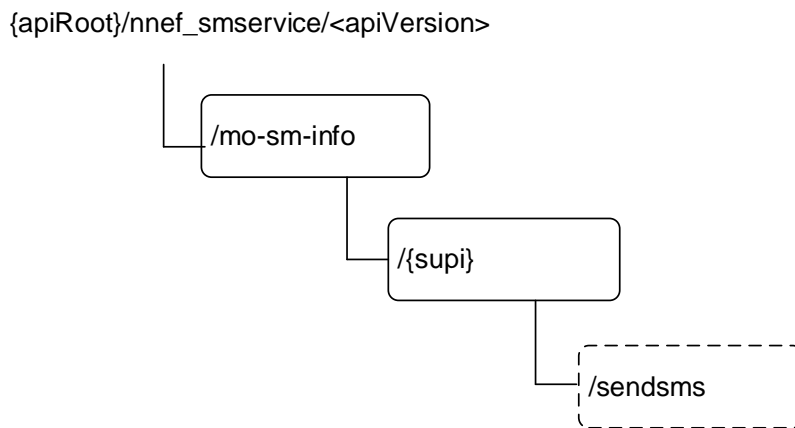 {apiRoot}/nnef_smservice/<apiVersion>
/mo-sm-info
/{supi}
/sendsms